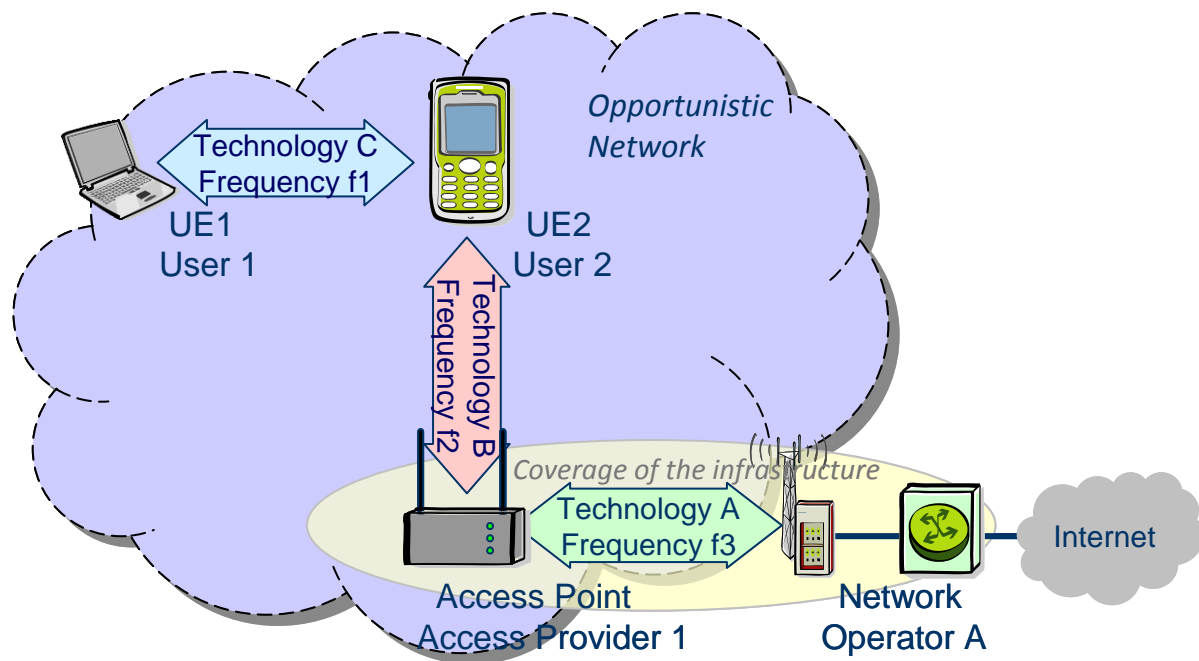 Opportunistic
Network
Technology C
Frequency f1
UE1
User 1
UE2
User 2
Technology B
Frequency f2
Coverage of the infrastructure
Technology A
Frequency f3
Internet
Access Point
Access Provider 1
Network
Operator A